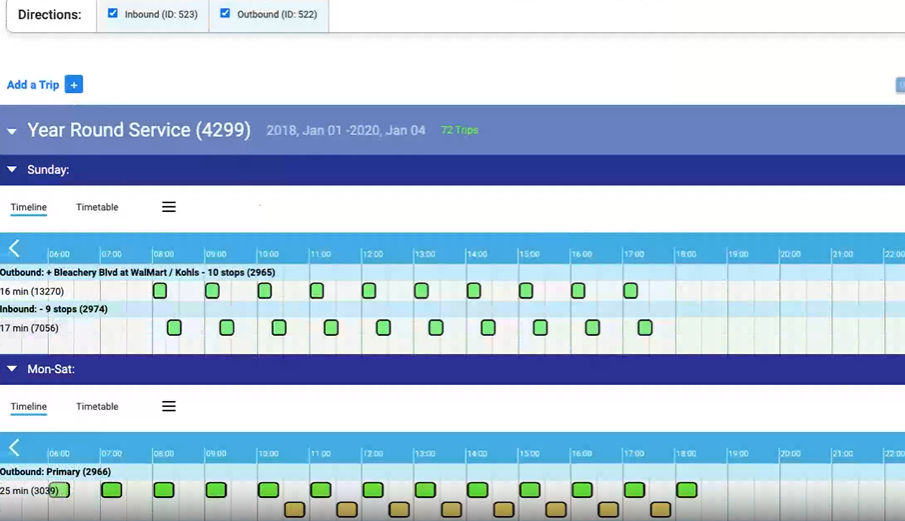 Directions: Inbound (ID: 523) Outbound (ID: 522)
Add a Trip +
Year Round Service (4299) 2018, Jan 01 -2020, Jan 04 72 Trips
Sunday:
Timeline Timetable
06:00 07:00 08:00 09:00 10:00 11:00 12:00 13:00 14:00 15:00 16:00 17:00 18:00 19:00 20:00 21:00 22:00
Outbound: + Bleachery Blvd at WalMart / Kohls - 10 stops (2965)
16 min (13270)
Inbound: - 9 stops (2974)
17 min (7056)
Mon-Sat:
Timeline Timetable
06:00 07:00 08:00 09:00 10:00 11:00 12:00 13:00 14:00 15:00 16:00 17:00 18:00 19:00 20:00 21:00 22:00
Outbound: Primary (2966)
25 min (3039)